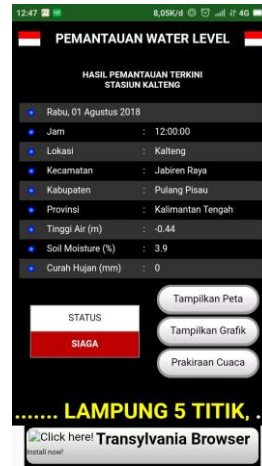 12:47 8,05K/d 4G
PEMANTAUAN WATER LEVEL
HASIL PEMANTAUAN TERKINI
STASIUN KALTENG
Rabu, 01 Agustus 2018
Jam : 12:00:00
Lokasi : Kalteng
Kecamatan : Jabiren Raya
Kabupaten : Pulang Pisau
Provinsi : Kalimantan Tengah
Tinggi Air (m) : -0.44
Soil Moisture (%) : 3.9
Curah Hujan (mm) : 0
STATUS
SIAGA
Tampilkan Peta
Tampilkan Grafik
Prakiraan Cuaca
....... LAMPUNG 5 TITIK, .
Click here! Transylvania Browser
Install now!